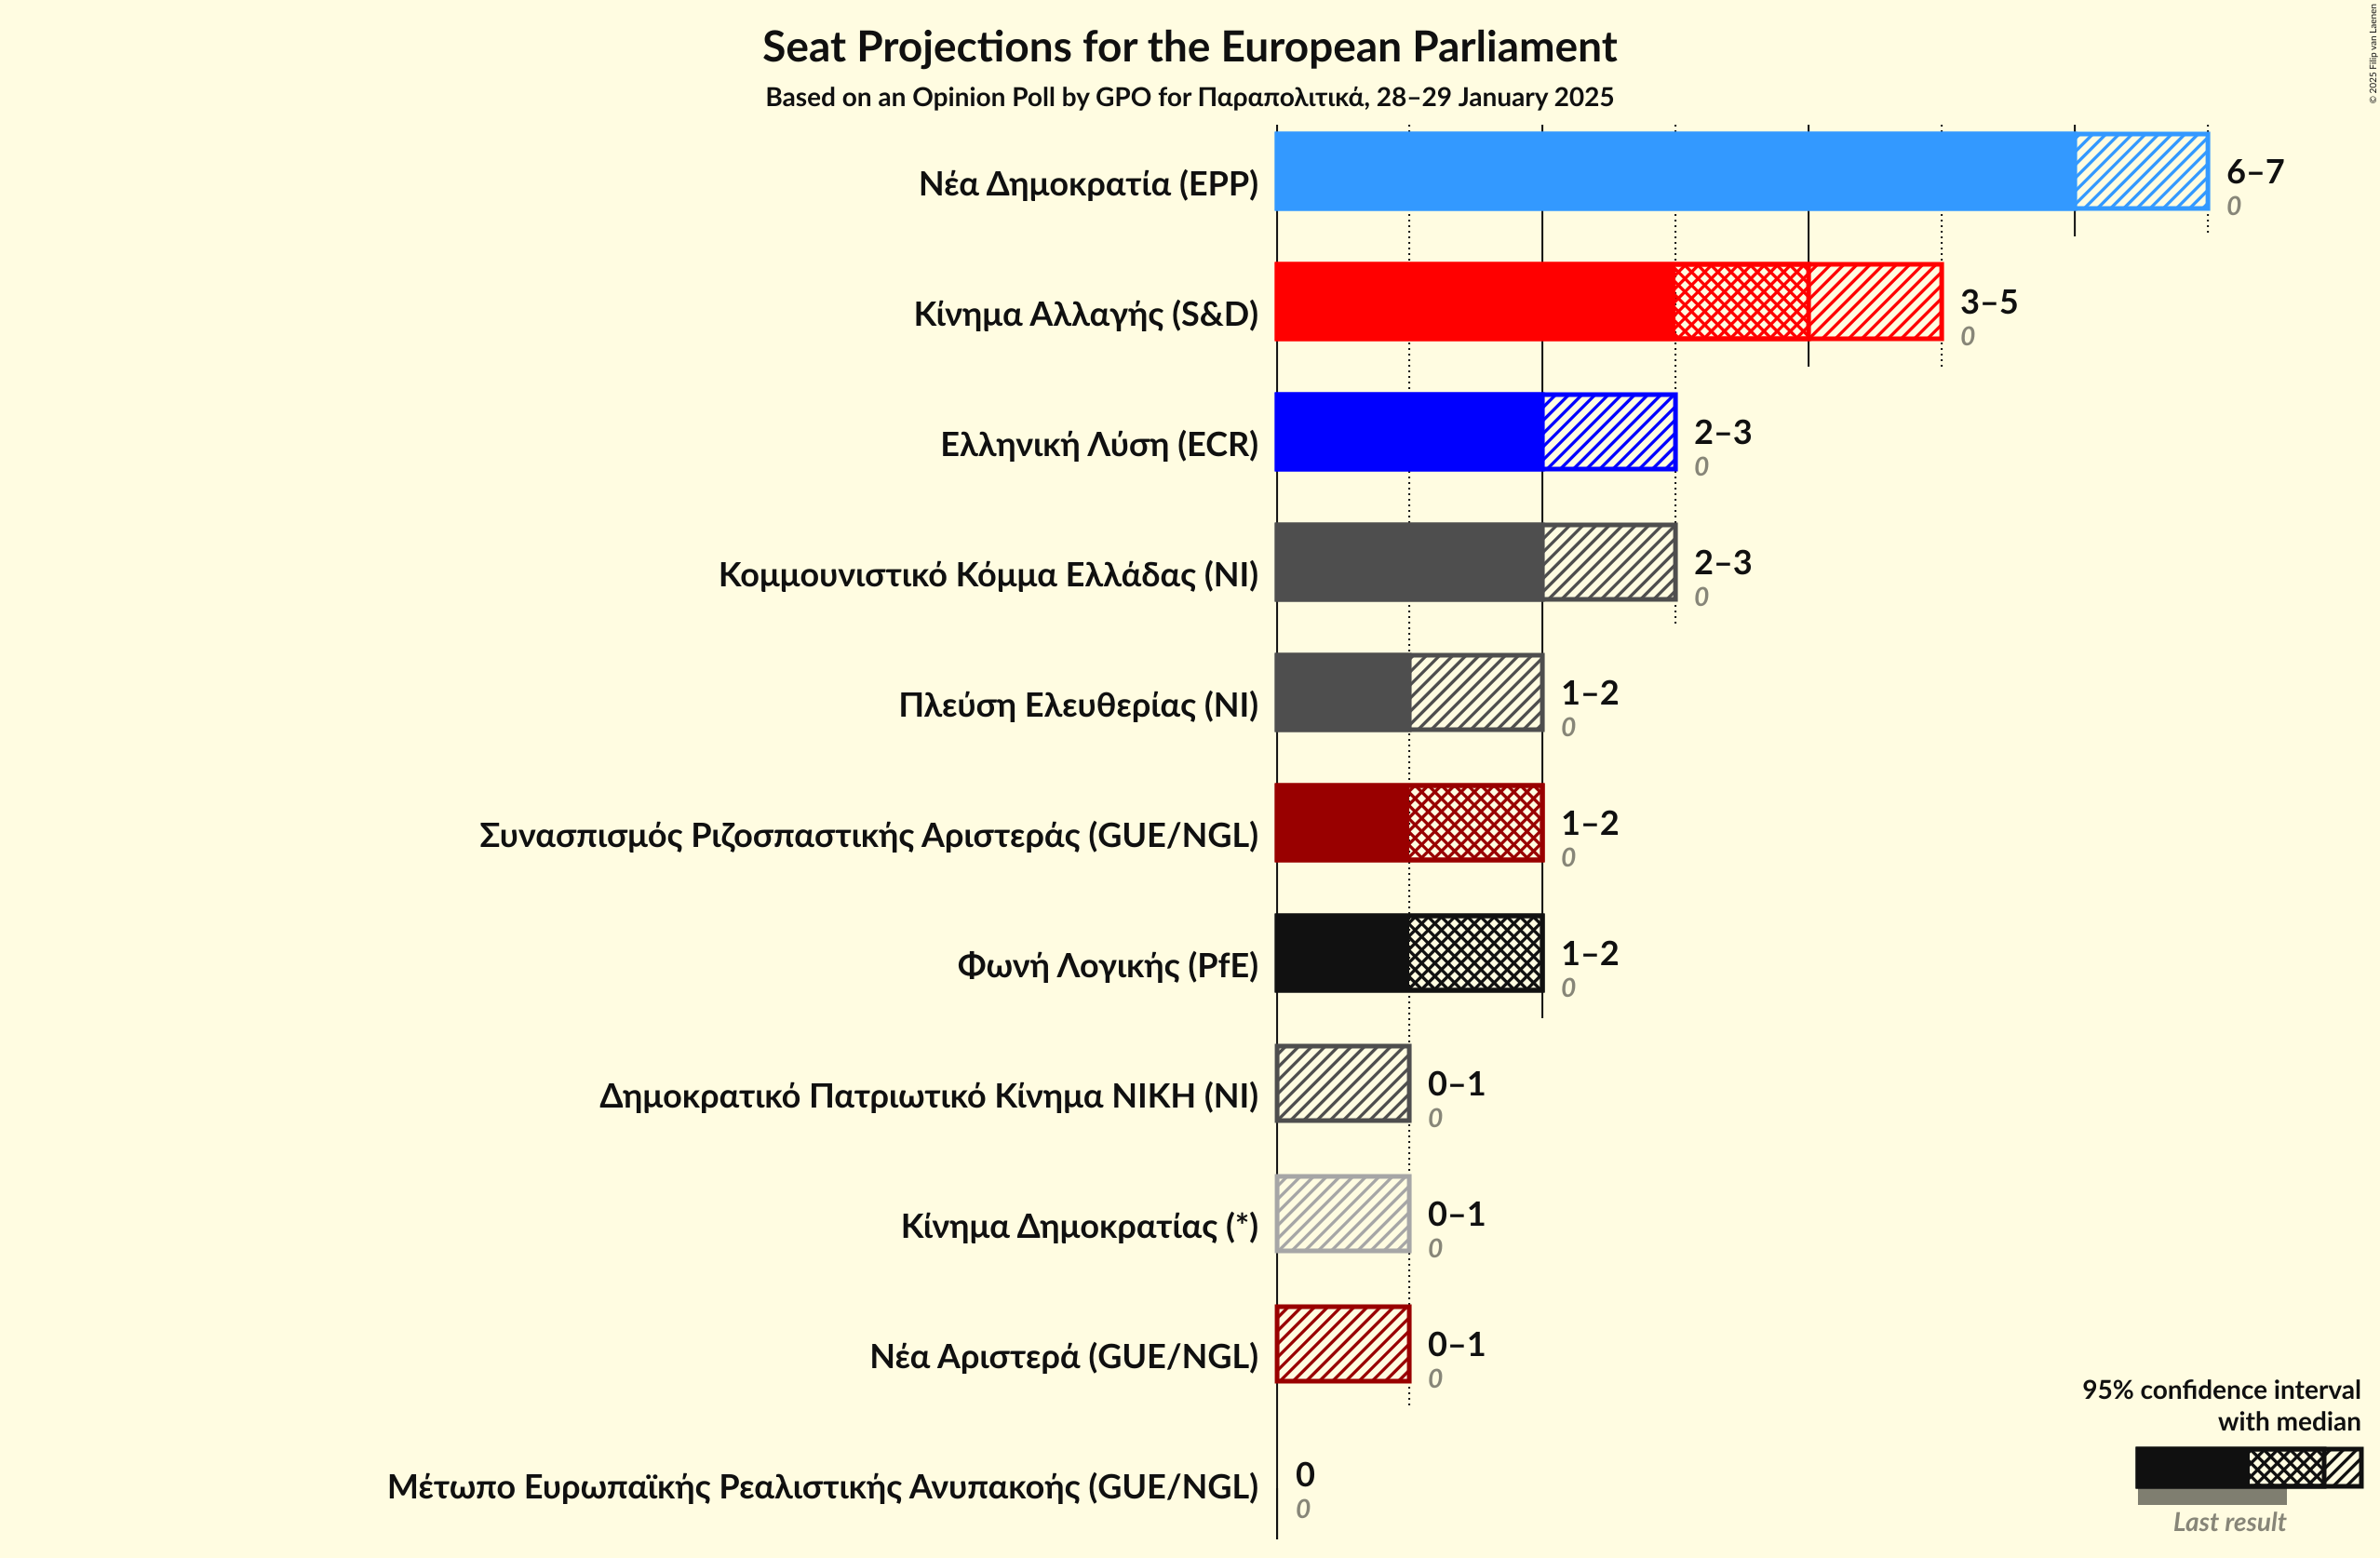 Seat Projections for the European Parliament
Based on an Opinion Poll by GPO for Παραπολιτικά, 28–29 January 2025
© 2025 Filip van Laenen
Νέα Δημοκρατία (EPP)
6–7
0
Κίνημα Αλλαγής (S&D)
3–5
0
Ελληνική Λύση (ECR)
2–3
0
Κομμουνιστικό Κόμμα Ελλάδας (NI)
2–3
0
Πλεύση Ελευθερίας (NI)
1–2
0
Συνασπισμός Ριζοσπαστικής Αριστεράς (GUE/NGL)
1–2
0
Φωνή Λογικής (PfE)
1–2
0
Δημοκρατικό Πατριωτικό Κίνημα ΝΙΚΗ (NI)
0–1
0
Κίνημα Δημοκρατίας (*)
0–1
0
Νέα Αριστερά (GUE/NGL)
0–1
0
Μέτωπο Ευρωπαϊκής Ρεαλιστικής Ανυπακοής (GUE/NGL)
0
0
95% confidence interval
with median
Last result